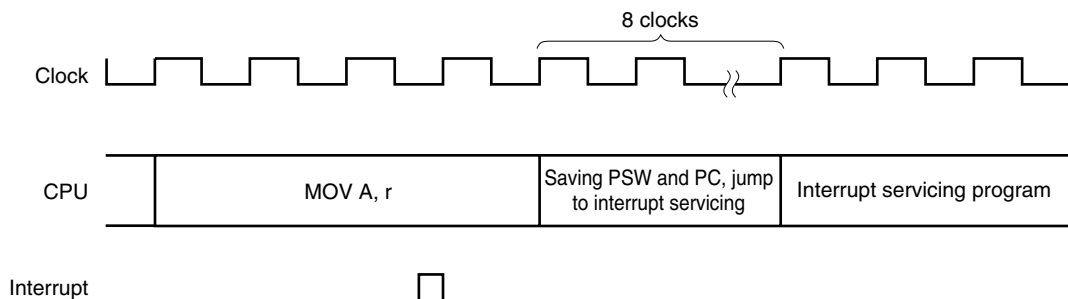 8 clocks
Clock
CPU
MOV A, r
Saving PSW and PC, jump
to interrupt servicing
Interrupt servicing program
Interrupt